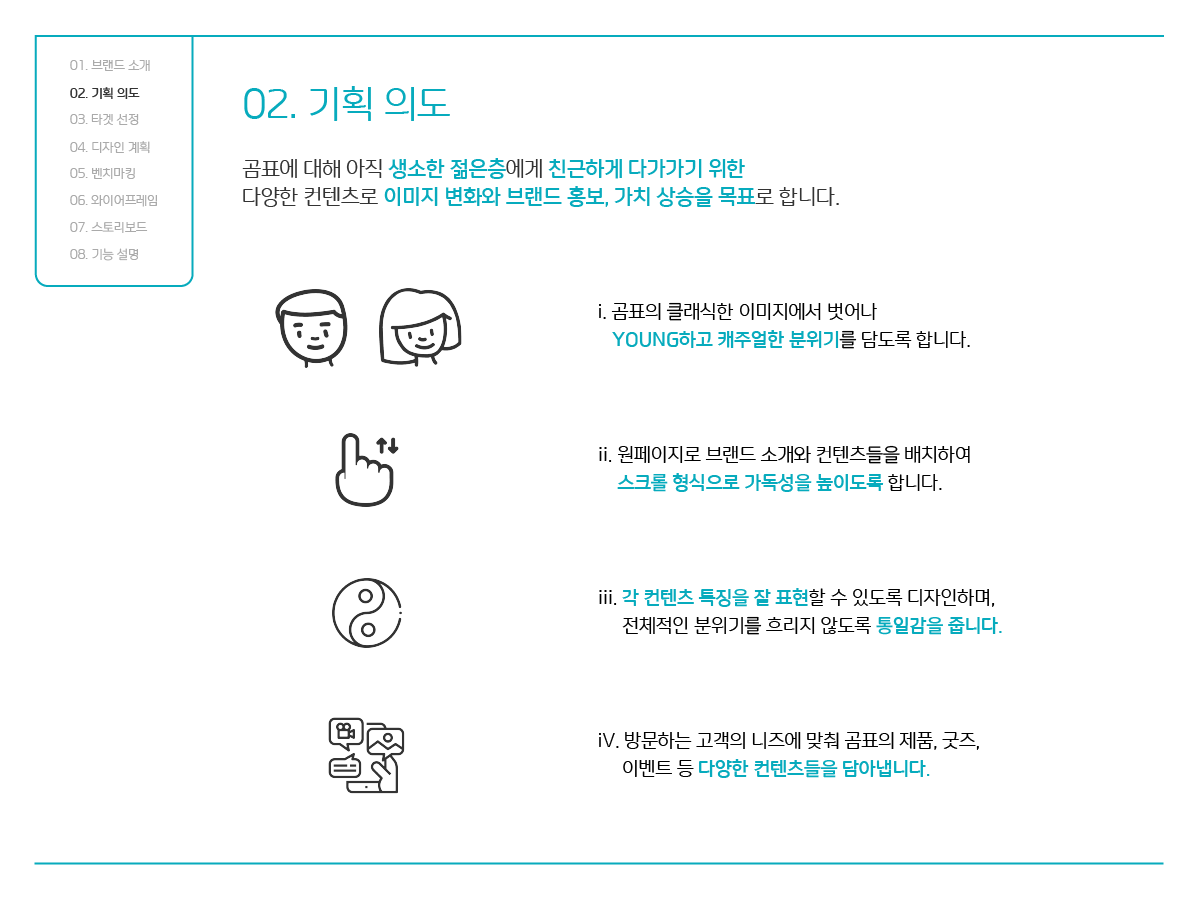 01. 브랜드 소개
02. 기획 의도
03. 타겟 선정
04. 디자인 계획
05. 벤치마킹
06. 와이어프레임
07. 스토리보드
08. 기능 설명
02. 기획 의도
곰표에 대해 아직 생소한 젊은층에게 친근하게 다가가기 위한
다양한 컨텐츠로 이미지 변화와 브랜드 홍보, 가치 상승을 목표로 합니다.
i. 곰표의 클래식한 이미지에서 벗어나
YOUNG하고 캐주얼한 분위기를 담도록 합니다.
ii. 원페이지로 브랜드 소개와 컨텐츠들을 배치하여
스크롤 형식으로 가독성을 높이도록 합니다.
iii. 각 컨텐츠 특징을 잘 표현할 수 있도록 디자인하며,
전체적인 분위기를 흐리지 않도록 통일감을 줍니다.
iV. 방문하는 고객의 니즈에 맞춰 곰표의 제품, 굿즈,
이벤트 등 다양한 컨텐츠들을 담아냅니다.